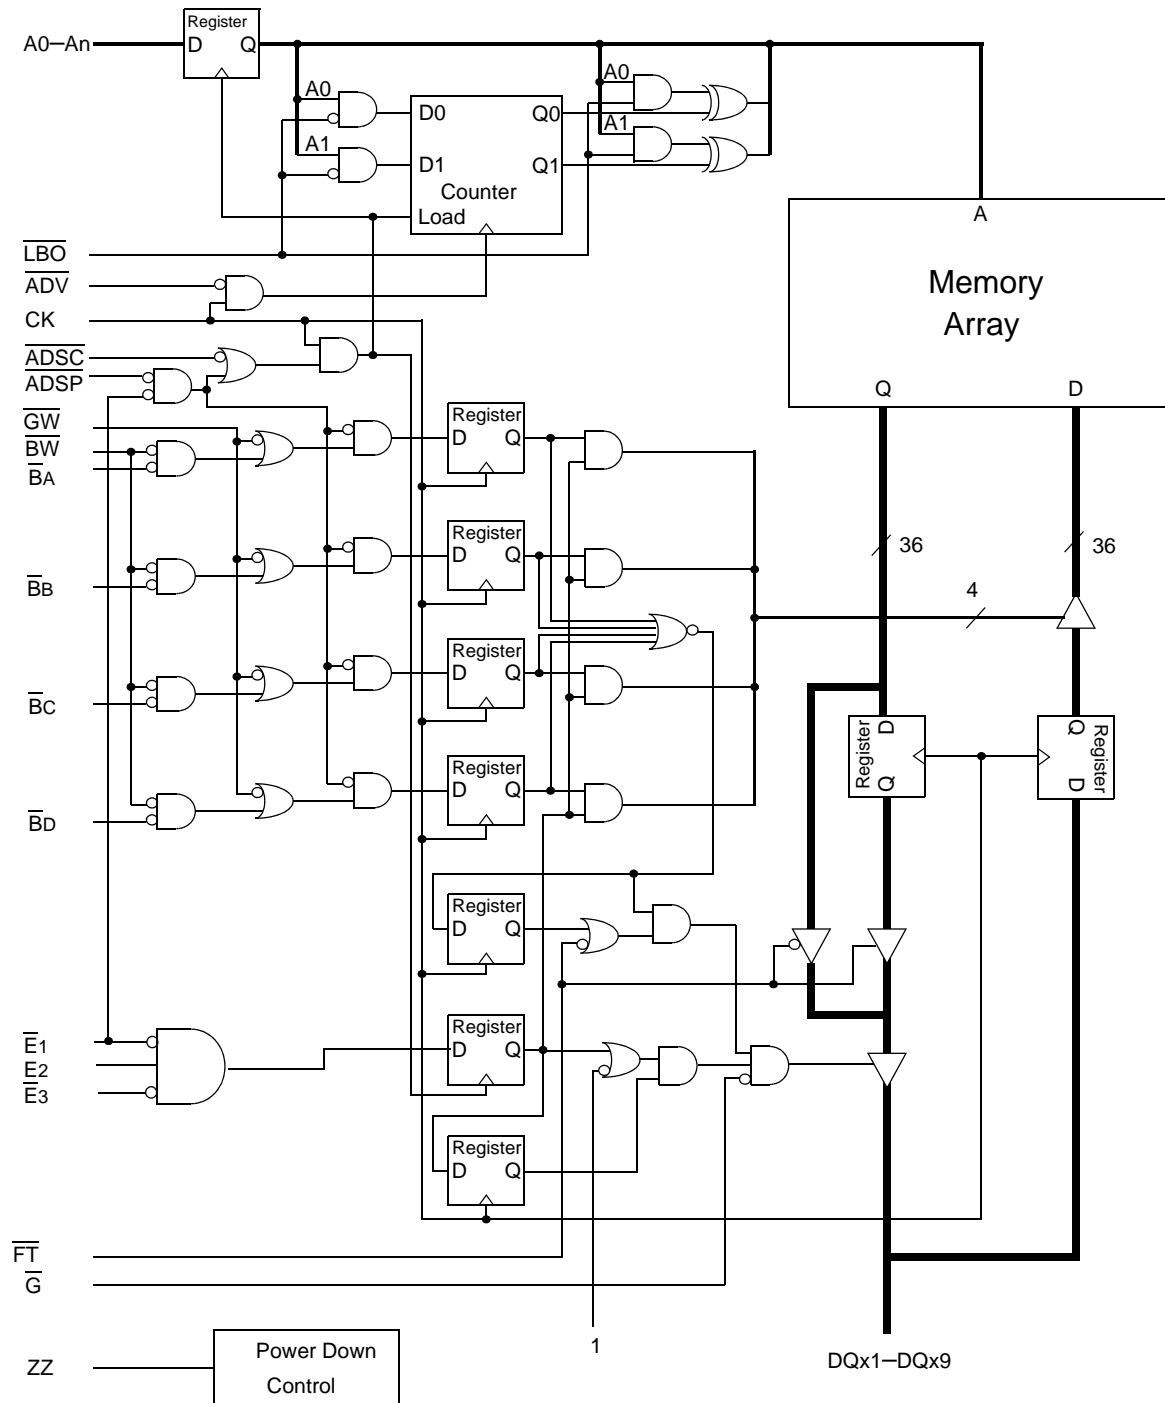 Register
A0–An
D Q
A0
A0
D0 Q0
A1
A1
D1 Q1
Counter
Load
A
LBO
ADV
Memory
CK
Array
ADSC
ADSP
Q D
GW
Register
BW
D Q
BA
Register
D Q
36 36
BB
4
Register
D Q
BC
D
Register
Q
Q
Register
D
Register
D Q
BD
Register
D Q
Register
E1
D Q
E2
E3
Register
D Q
FT
G
1
Power Down
DQx1–DQx9
ZZ
Control